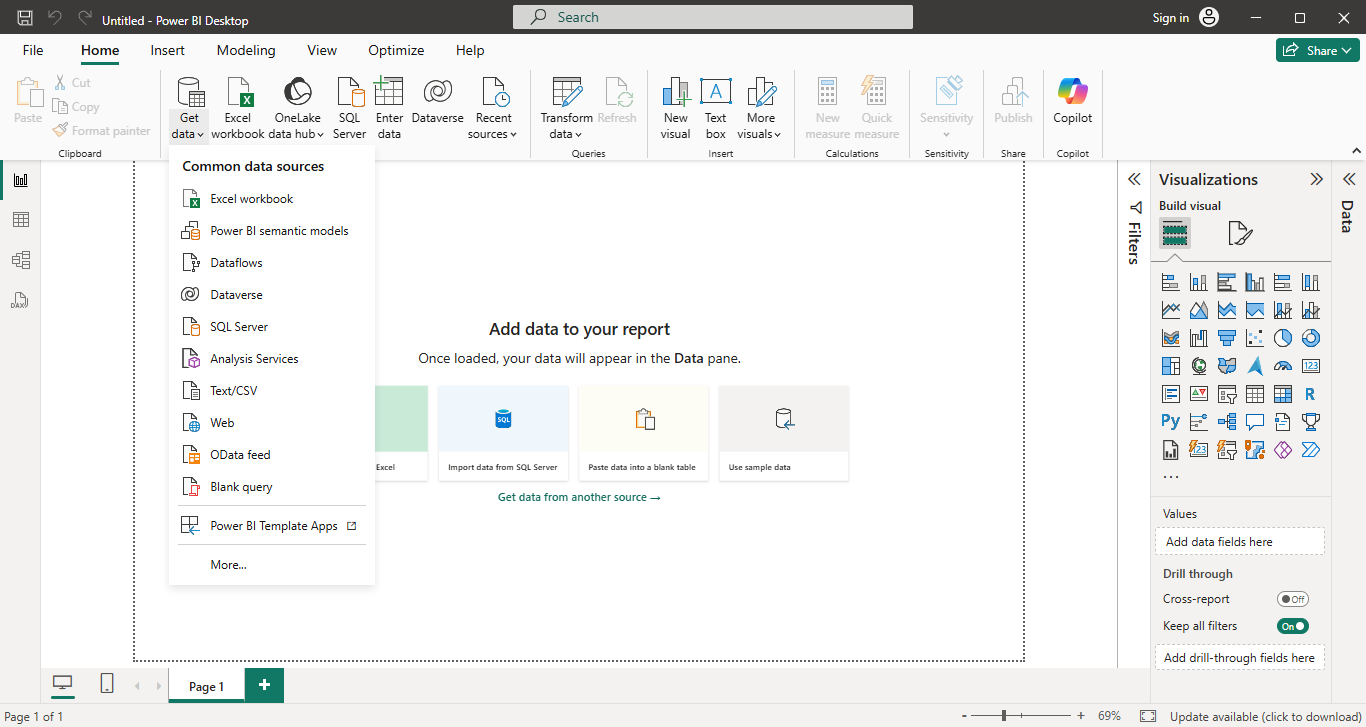 Untitled - Power BI Desktop
Search
Sign in
File Home Insert Modeling View Optimize Help
Share
Paste
Cut
Copy
Format painter
Clipboard
Get data
Excel workbook
OneLake data hub
SQL Server
Enter data
Dataverse
Recent sources
Transform data
Refresh
Queries
New visual
Text box
More visuals
Insert
New measure
Quick measure
Calculations
Sensitivity
Sensitivity
Publish
Share
Copilot
Copilot
Common data sources
Excel workbook
Power BI semantic models
Dataflows
Dataverse
SQL Server
Analysis Services
Text/CSV
Web
OData feed
Blank query
Power BI Template Apps
More...
Add data to your report
Once loaded, your data will appear in the Data pane.
SQL
Excel
Import data from SQL Server
Paste data into a blank table
Use sample data
Get data from another source →
Filters
Visualizations
Build visual
123
R
Py
123
...
Values
Add data fields here
Drill through
Cross-report
Off
Keep all filters
On
Add drill-through fields here
Data
DAX
Page 1
+
Page 1 of 1
- + 69%
Update available (click to download)